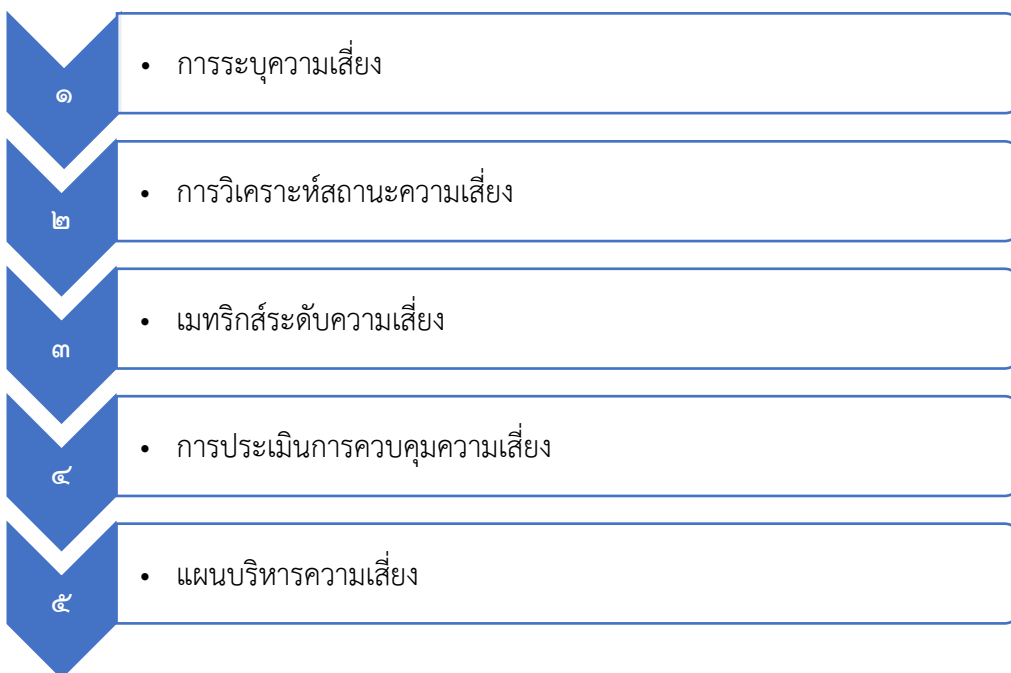 ๑
• การระบุความเสี่ยง
๒
• การวิเคราะห์สถานะความเสี่ยง
๓
• เมทริกส์ระดับความเสี่ยง
๔
• การประเมินการควบคุมความเสี่ยง
๕
• แผนบริหารความเสี่ยง